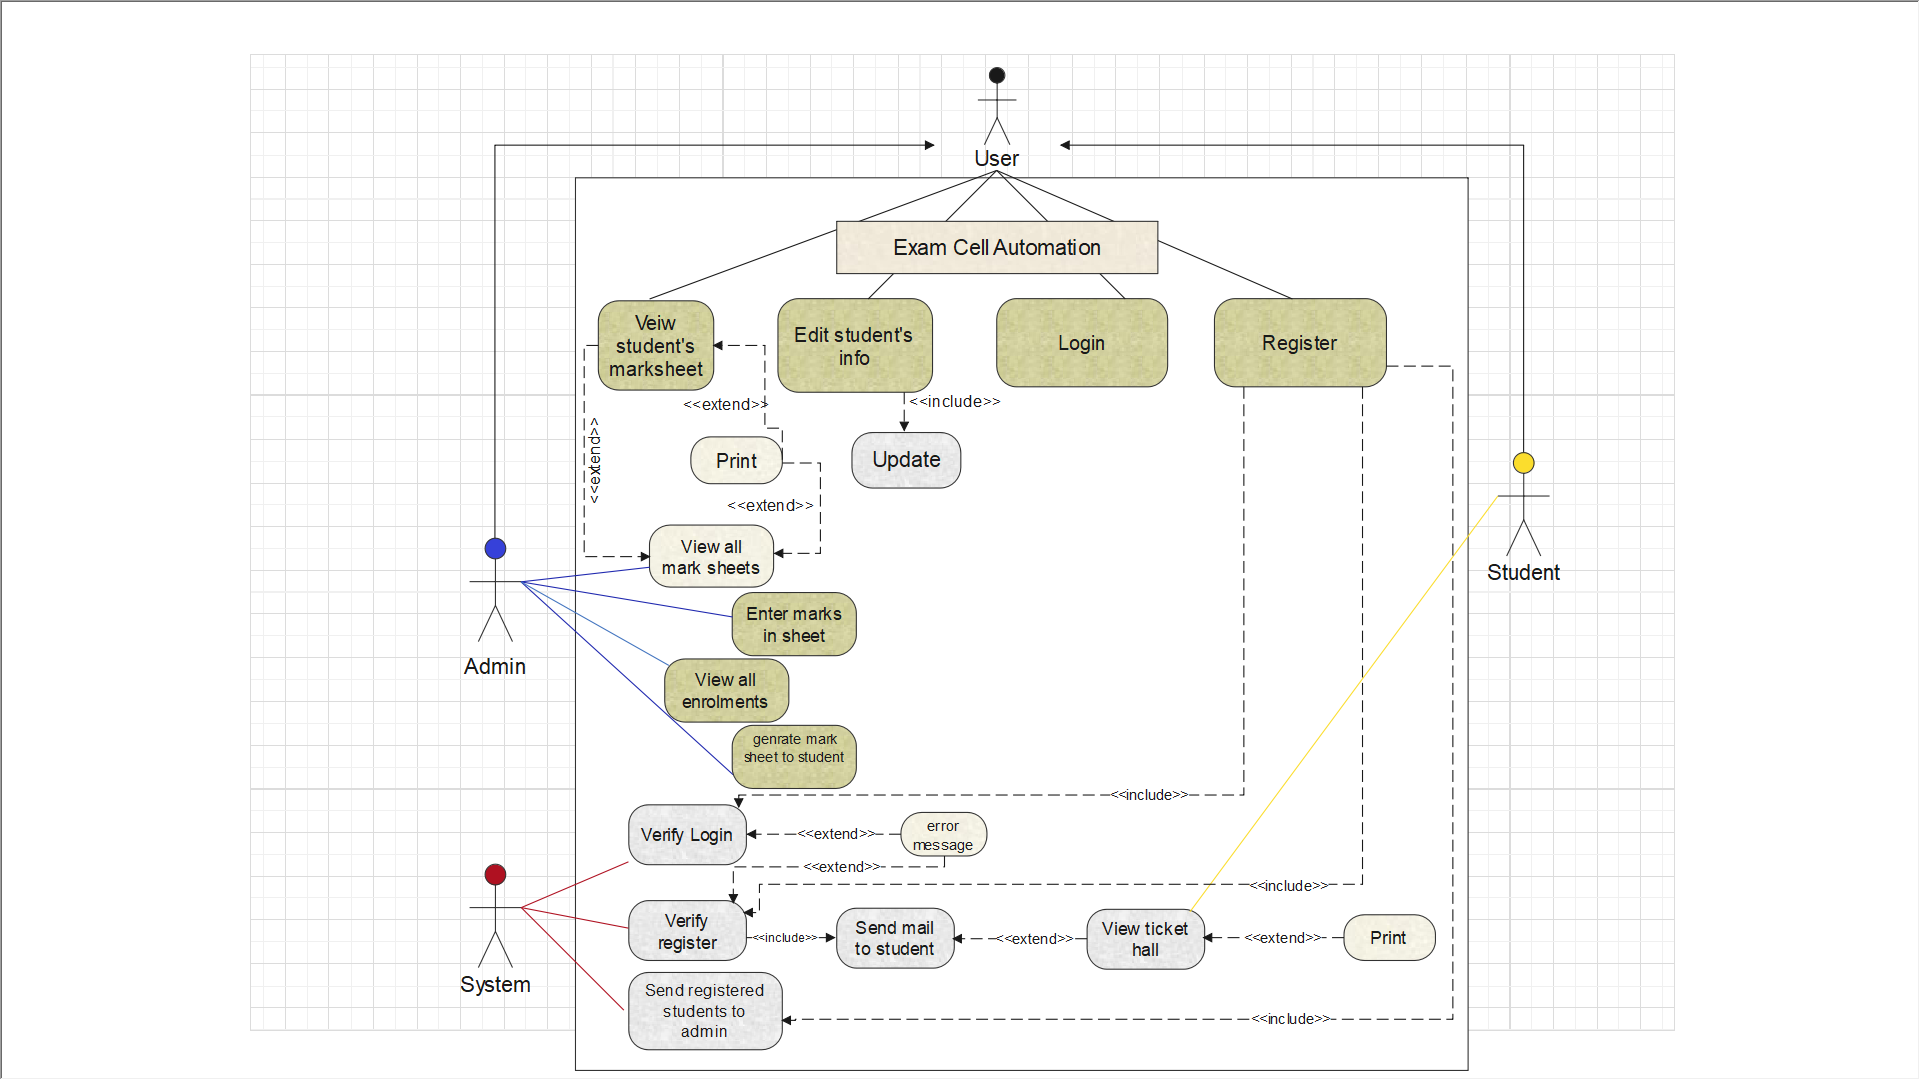 User
Exam Cell Automation
Veiw
student's
marksheet
Edit student's
info
Login
Register
<<extend>>
<<include>>
<<extend>>
Print
Update
<<extend>>
View all
mark sheets
Student
Enter marks
in sheet
Admin
View all
enrolments
genrate mark
sheet to student
<<include>>
Verify Login
<<extend>>
error
message
<<extend>>
<<include>>
Verify
register
<<include>>
Send mail
to student
<<extend>>
View ticket
hall
<<extend>>
Print
System
Send registered
students to
admin
<<include>>